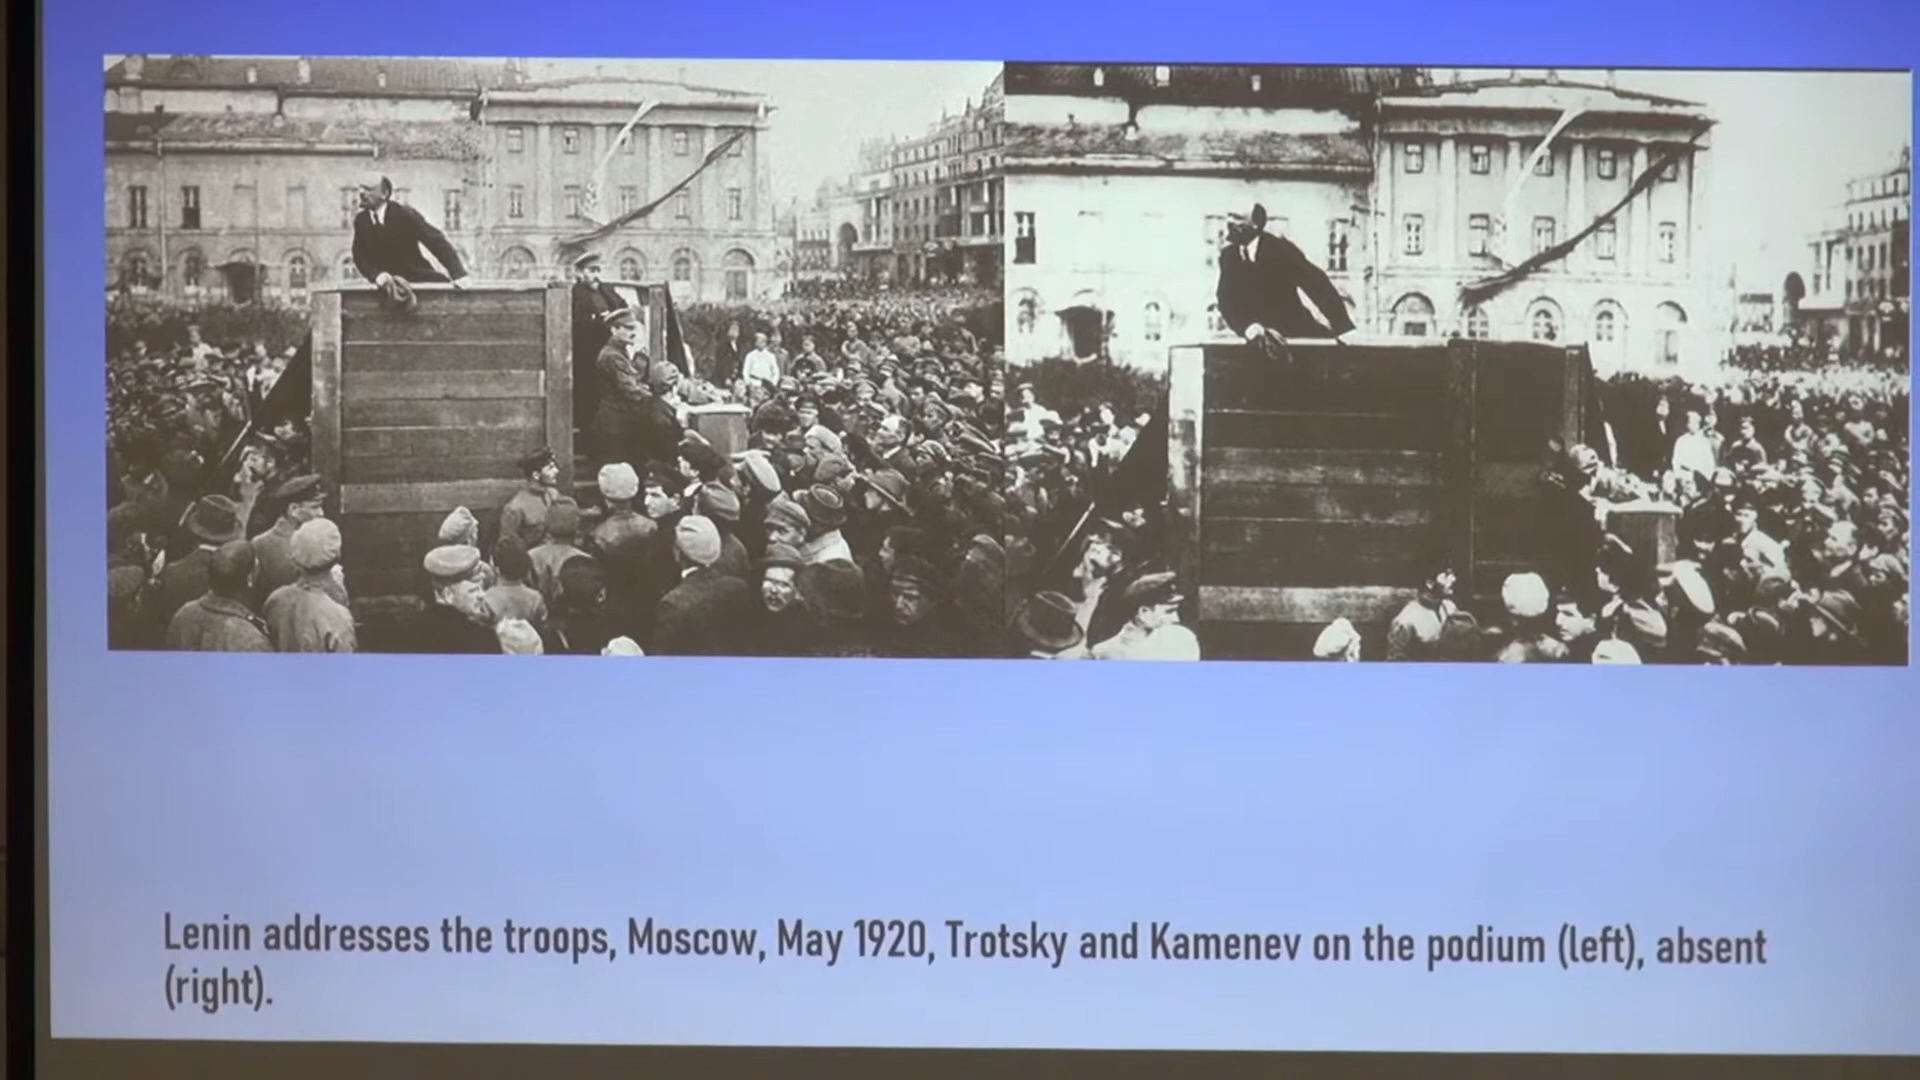 Lenin addresses the troops, Moscow, May 1920, Trotsky and Kamenev on the podium (left), absent
(right).